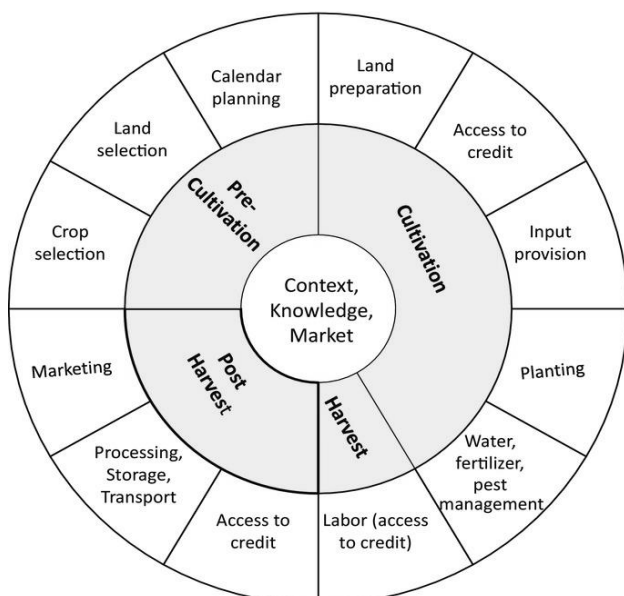 Calendar
planning
Land
preparation
Access to
credit
Input
provision
Planting
Water,
fertilizer,
pest
management
Labor (access
to credit)
Access to
credit
Processing,
Storage,
Transport
Marketing
Crop
selection
Land
selection
Pre-
Cultivation
Cultivation
Harvest
Post
Harvest
Context,
Knowledge,
Market